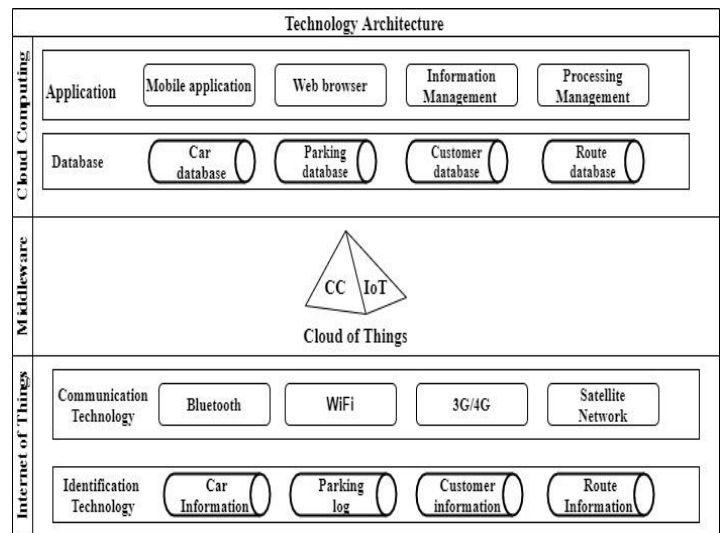 Technology Architecture
Cloud Computing
Application
Mobile application
Web browser
Information
Management
Processing
Management
Database
Car
database
Parking
database
Customer
database
Route
database
Middleware
CC
IoT
Cloud of Things
Internet of Things
Communication
Technology
Bluetooth
WiFi
3G/4G
Satellite
Network
Identification
Technology
Car
Information
Parking
log
Customer
information
Route
Information